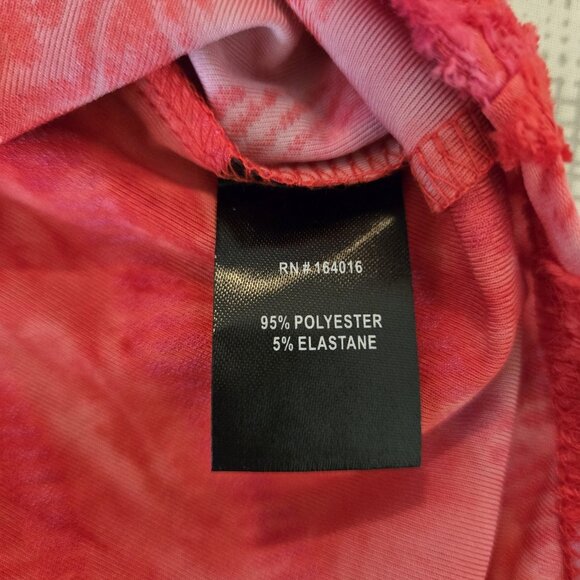 RN # 164016
95% POLYESTER
5% ELASTANE